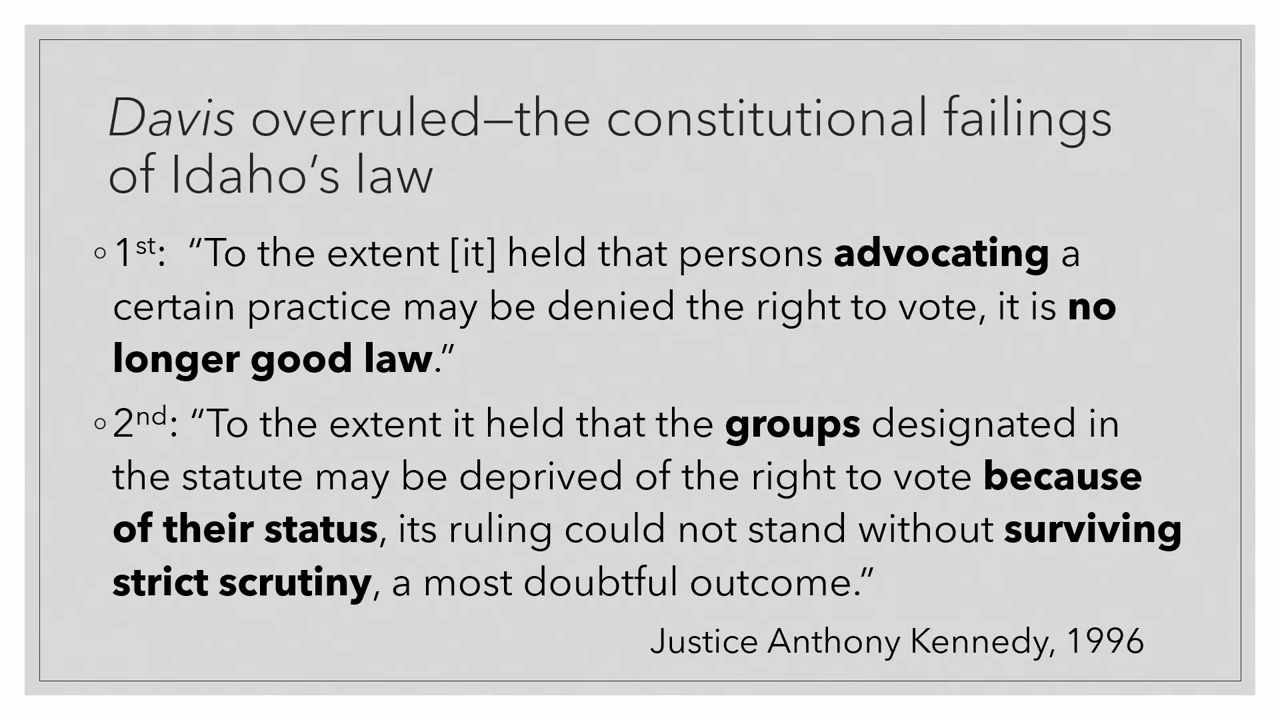 Davis overruled—the constitutional failings
of Idaho’s law
◦ 1st:  “To the extent [it] held that persons advocating a
certain practice may be denied the right to vote, it is no
longer good law.”
◦ 2nd: “To the extent it held that the groups designated in
the statute may be deprived of the right to vote because
of their status, its ruling could not stand without surviving
strict scrutiny, a most doubtful outcome.”
Justice Anthony Kennedy, 1996